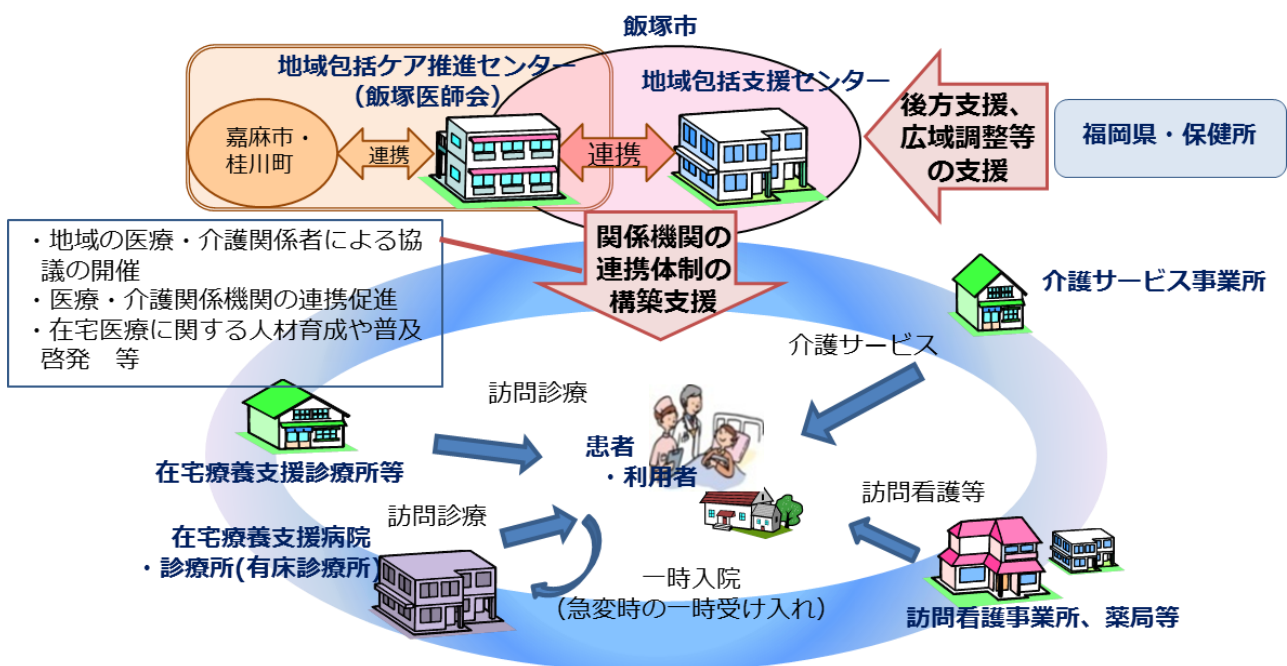 飯塚市
地域包括ケア推進センター
（飯塚医師会）
地域包括支援センター
嘉麻市・
桂川町
連携
連携
後方支援、
広域調整等
の支援
福岡県・保健所
・地域の医療・介護関係者による協
議の開催
・医療・介護関係機関の連携促進
・在宅医療に関する人材育成や普及
啓発　等
関係機関の
連携体制の
構築支援
介護サービス事業所
介護サービス
訪問診療
在宅療養支援診療所等
患者
・利用者
訪問診療
訪問看護等
在宅療養支援病院
・診療所(有床診療所)
一時入院
（急変時の一時受け入れ）
訪問看護事業所、薬局等